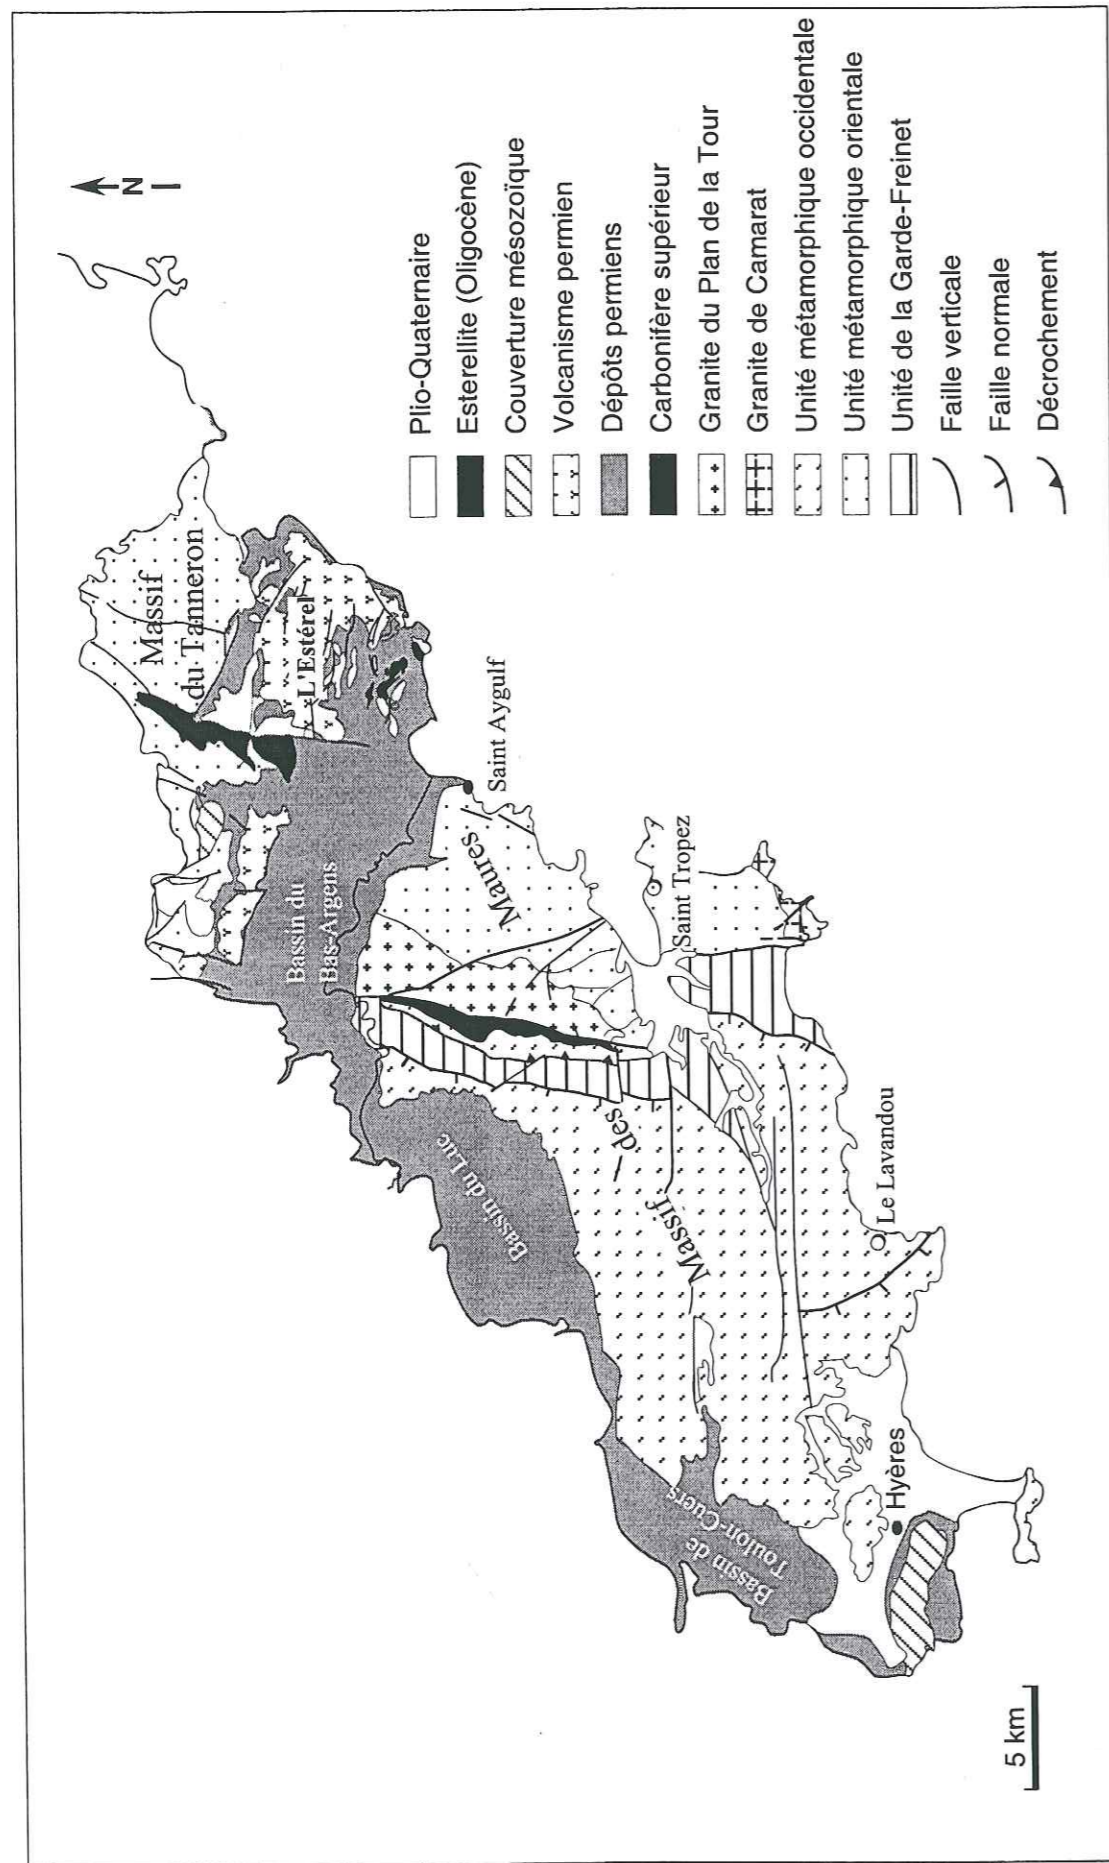 N
Massif
du Tanneron
L'Estérel
Bassin du
Bas-Argens
Saint Aygulf
Maures
Saint Tropez
Bassin du Luc
des
Massif
Le Lavandou
Bassin de
Toulon-Cuers
Hyères
5 km
Plio-Quaternaire
Esterellite (Oligocène)
Couverture mésozoïque
Volcanisme permien
Dépôts permiens
Carbonifère supérieur
Granite du Plan de la Tour
Granite de Camarat
Unité métamorphique occidentale
Unité métamorphique orientale
Unité de la Garde-Freinet
Faille verticale
Faille normale
Décrochement